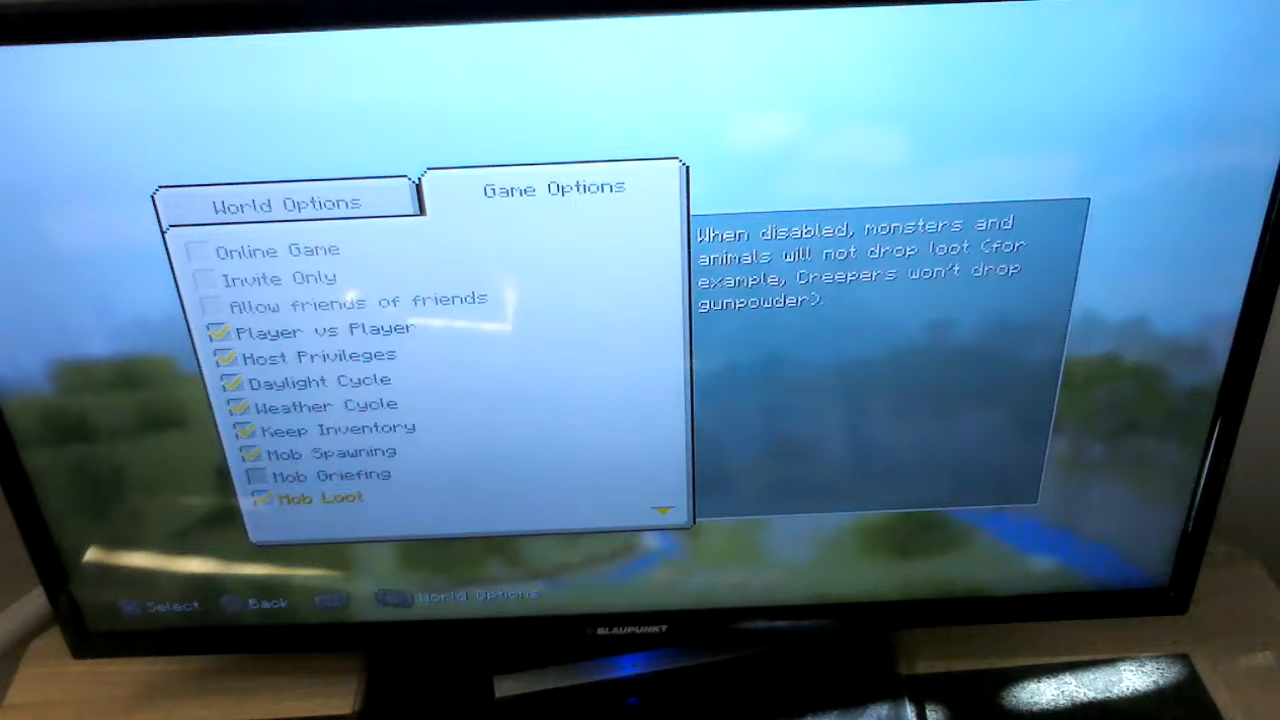 World Options
Game Options
Online Game
Invite Only
Allow friends of friends
Player vs Player
Host Privileges
Daylight Cycle
Weather Cycle
Keep Inventory
Mob Spawning
Mob Griefing
Mob Loot
When disabled, monsters and
animals will not drop loot (for
example, Creepers won't drop
gunpowder).
Select Back World Options
BLAUPUNKT